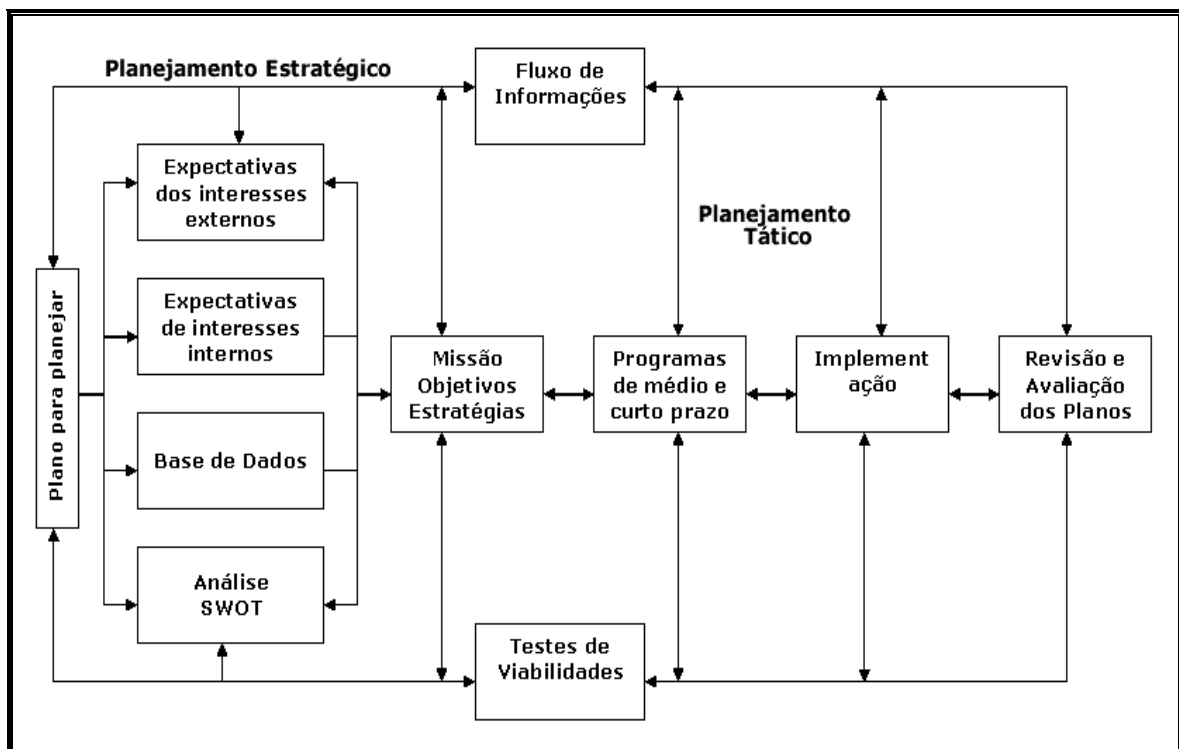 Planejamento Estratégico
Fluxo de
Informações
Expectativas
dos interesses
externos
Planejamento
Tático
Plano para planejar
Expectativas
de interesses
internos
Missão
Objetivos
Estratégias
Programas
de médio e
curto prazo
Implement
ação
Revisão e
Avaliação
dos Planos
Base de Dados
Análise
SWOT
Testes de
Viabilidades